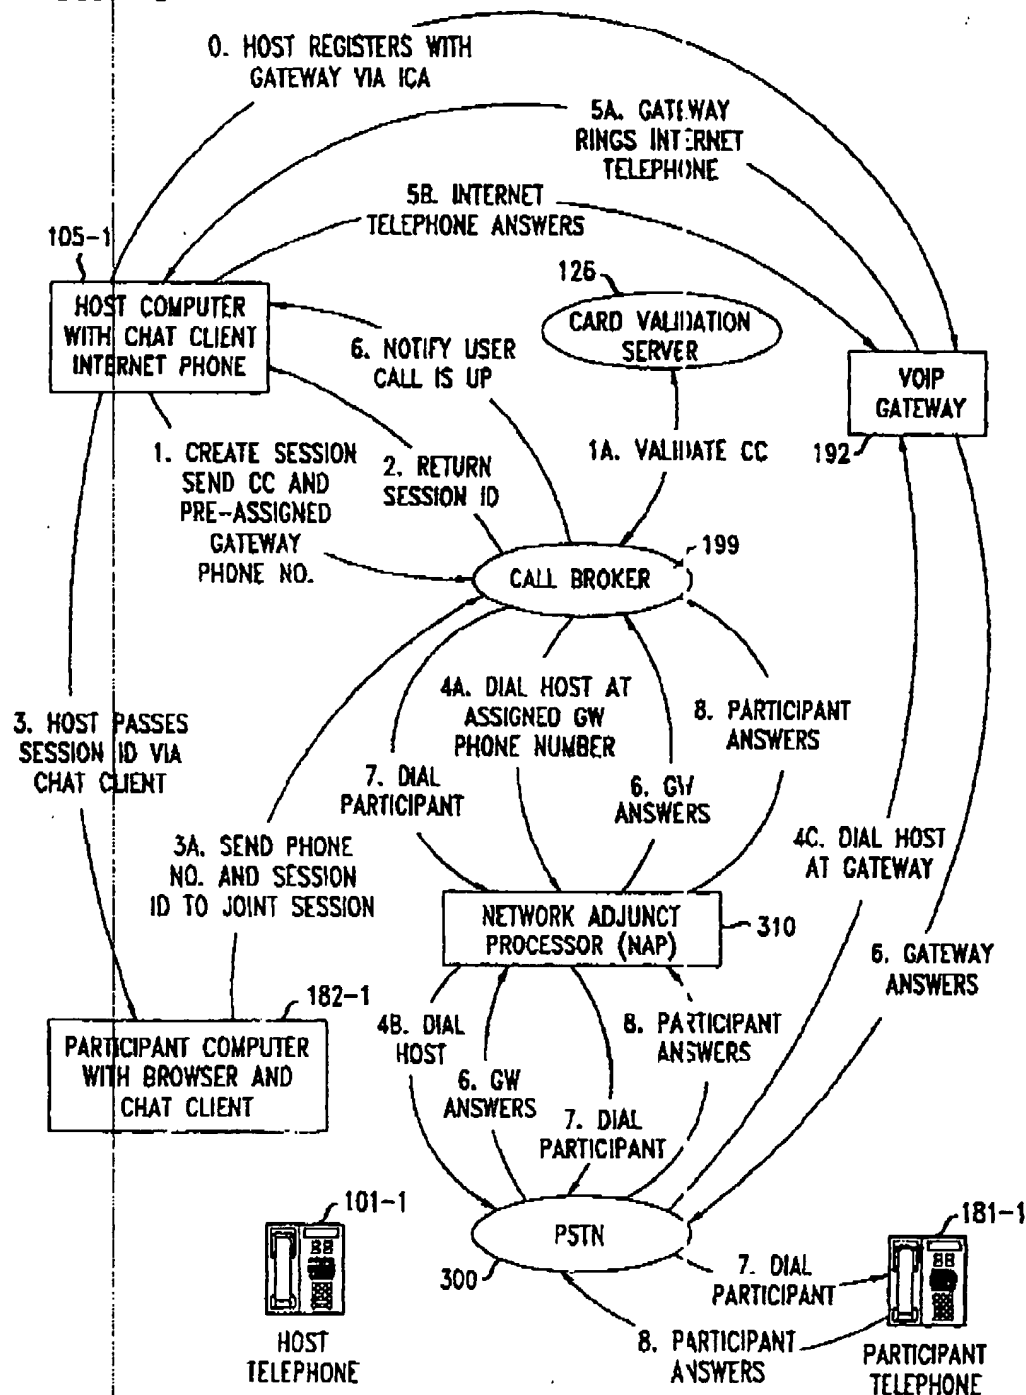 0. HOST REGISTERS WITH
GATEWAY VIA ICA
5A. GATEWAY
RINGS INTERNET
TELEPHONE
5B. INTERNET
TELEPHONE ANSWERS
105-1
HOST COMPUTER
WITH CHAT CLIENT
INTERNET PHONE
126
CARD VALIDATION
SERVER
6. NOTIFY USER
CALL IS UP
VOIP
GATEWAY
192
1. CREATE SESSION
SEND CC AND
PRE-ASSIGNED
GATEWAY
PHONE NO.
2. RETURN
SESSION ID
1A. VALIDATE CC
199
CALL BROKER
4A. DIAL HOST AT
ASSIGNED GW
PHONE NUMBER
8. PARTICIPANT
ANSWERS
3. HOST PASSES
SESSION ID VIA
CHAT CLIENT
7. DIAL
PARTICIPANT
6. GW
ANSWERS
3A. SEND PHONE
NO. AND SESSION
ID TO JOINT SESSION
4C. DIAL HOST
AT GATEWAY
NETWORK ADJUNCT
PROCESSOR (NAP)
310
6. GATEWAY
ANSWERS
182-1
PARTICIPANT COMPUTER
WITH BROWSER AND
CHAT CLIENT
4B. DIAL
HOST
6. GW
ANSWERS
8. PARTICIPANT
ANSWERS
7. DIAL
PARTICIPANT
101-1
HOST
TELEPHONE
PSTN
300
181-1
7. DIAL
PARTICIPANT
8. PARTICIPANT
ANSWERS
PARTICIPANT
TELEPHONE